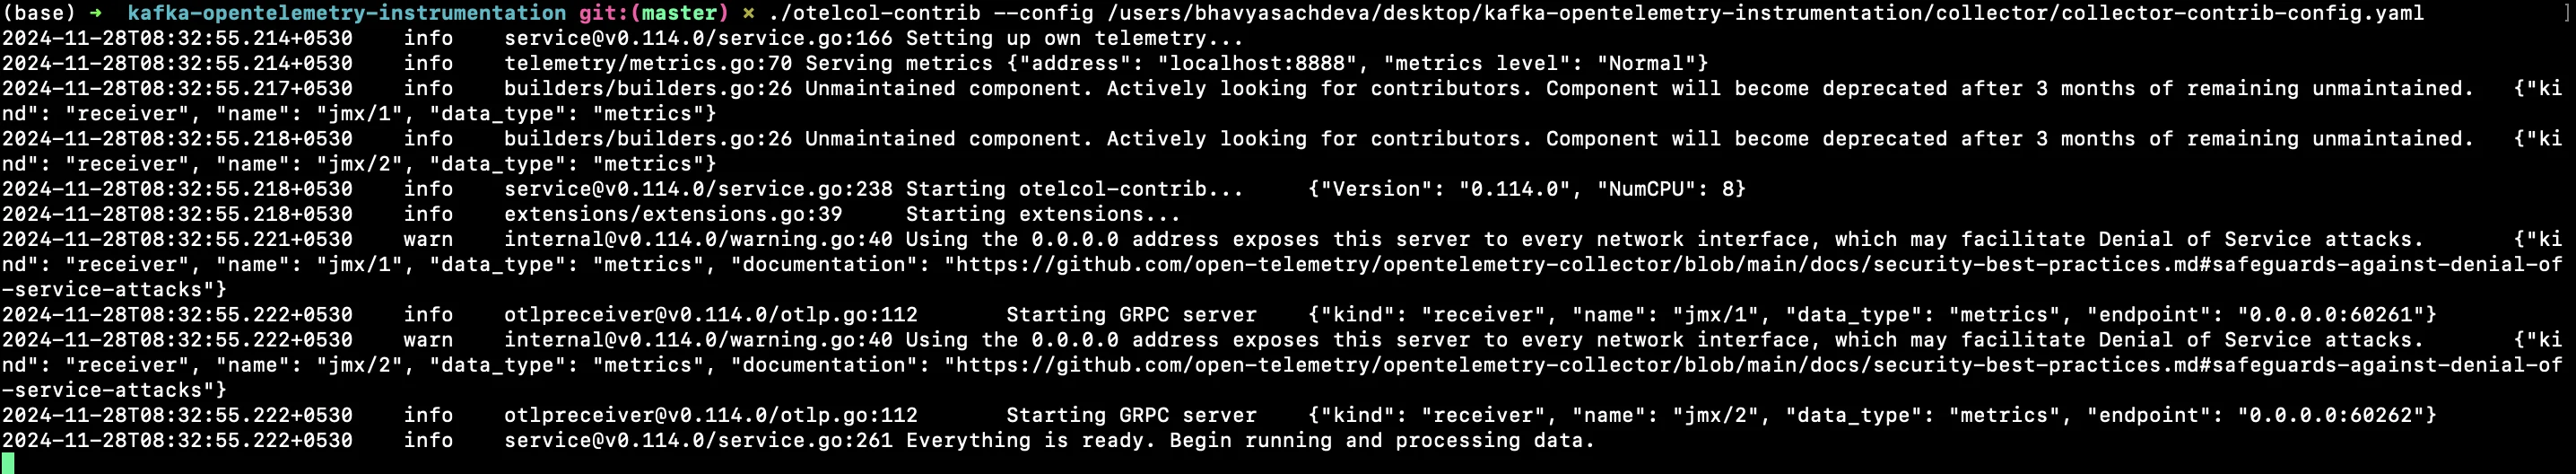 (base) ➜  kafka-opentelemetry-instrumentation git:(master) ✗ ./otelcol-contrib --config /users/bhavyasachdeva/desktop/kafka-opentelemetry-instrumentation/collector/collector-contrib-config.yaml ]
2024-11-28T08:32:55.214+0530    info    service@v0.114.0/service.go:166 Setting up own telemetry...
2024-11-28T08:32:55.214+0530    info    telemetry/metrics.go:70 Serving metrics {"address": "localhost:8888", "metrics level": "Normal"}
2024-11-28T08:32:55.217+0530    info    builders/builders.go:26 Unmaintained component. Actively looking for contributors. Component will become deprecated after 3 months of remaining unmaintained.   {"ki
nd": "receiver", "name": "jmx/1", "data_type": "metrics"}
2024-11-28T08:32:55.218+0530    info    builders/builders.go:26 Unmaintained component. Actively looking for contributors. Component will become deprecated after 3 months of remaining unmaintained.   {"ki
nd": "receiver", "name": "jmx/2", "data_type": "metrics"}
2024-11-28T08:32:55.218+0530    info    service@v0.114.0/service.go:238 Starting otelcol-contrib...     {"Version": "0.114.0", "NumCPU": 8}
2024-11-28T08:32:55.218+0530    info    extensions/extensions.go:39     Starting extensions...
2024-11-28T08:32:55.221+0530    warn    internal@v0.114.0/warning.go:40 Using the 0.0.0.0 address exposes this server to every network interface, which may facilitate Denial of Service attacks.       {"ki
nd": "receiver", "name": "jmx/1", "data_type": "metrics", "documentation": "https://github.com/open-telemetry/opentelemetry-collector/blob/main/docs/security-best-practices.md#safeguards-against-denial-of
-service-attacks"}
2024-11-28T08:32:55.222+0530    info    otlpreceiver@v0.114.0/otlp.go:112       Starting GRPC server    {"kind": "receiver", "name": "jmx/1", "data_type": "metrics", "endpoint": "0.0.0.0:60261"}
2024-11-28T08:32:55.222+0530    warn    internal@v0.114.0/warning.go:40 Using the 0.0.0.0 address exposes this server to every network interface, which may facilitate Denial of Service attacks.       {"ki
nd": "receiver", "name": "jmx/2", "data_type": "metrics", "documentation": "https://github.com/open-telemetry/opentelemetry-collector/blob/main/docs/security-best-practices.md#safeguards-against-denial-of
-service-attacks"}
2024-11-28T08:32:55.222+0530    info    otlpreceiver@v0.114.0/otlp.go:112       Starting GRPC server    {"kind": "receiver", "name": "jmx/2", "data_type": "metrics", "endpoint": "0.0.0.0:60262"}
2024-11-28T08:32:55.222+0530    info    service@v0.114.0/service.go:261 Everything is ready. Begin running and processing data.